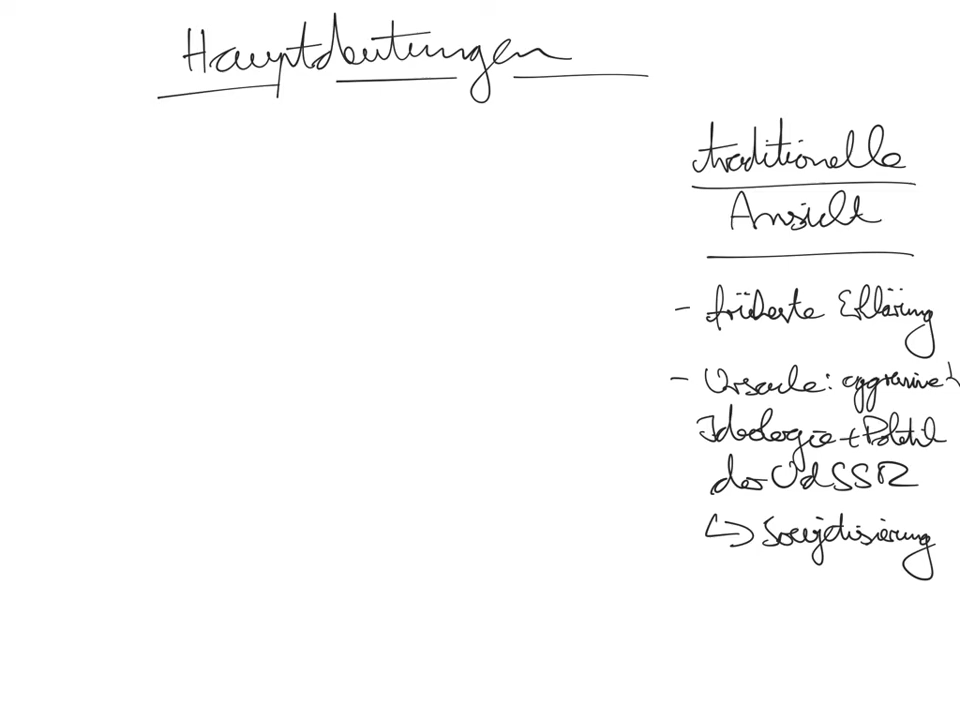 Hauptdeutungen
traditionelle
Ansicht
- früheste Erklärung
- Ursache: aggressive
Ideologie + Politik
der UdSSR
↪ Sowjetisierung